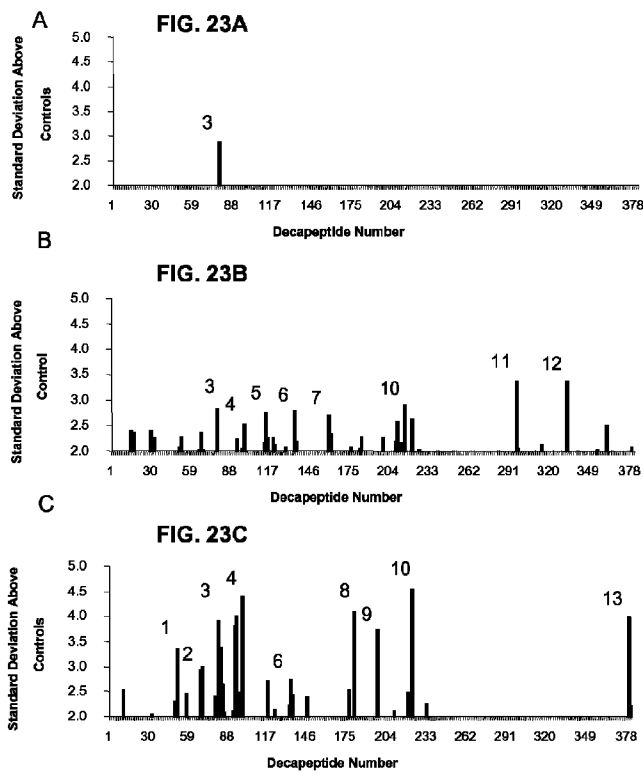 A
FIG. 23A
Standard Deviation Above
Controls
5.0
4.5
4.0
3.5
3.0
2.5
2.0
3
1 30 59 88 117 146 175 204 233 262 291 320 349 378
Decapeptide Number
B
FIG. 23B
Standard Deviation Above
Control
5.0
4.5
4.0
3.5
3.0
2.5
2.0
3 4 5 6 7 10 11 12
1 30 59 88 117 146 175 204 233 262 291 320 349 378
Decapeptide Number
C
FIG. 23C
Standard Deviation Above
Controls
5.0
4.5
4.0
3.5
3.0
2.5
2.0
1 2 3 4 6 8 9 10 13
1 30 59 88 117 146 175 204 233 262 291 320 349 378
Decapeptide Number